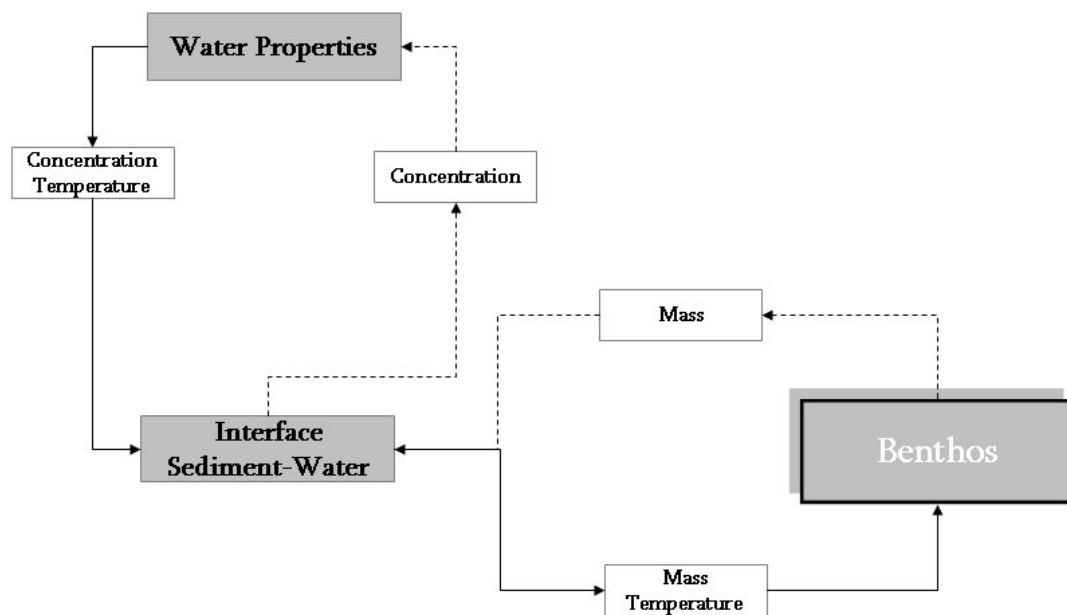 Water Properties
Concentration
Temperature
Concentration
Mass
Interface
Sediment-Water
Benthos
Mass
Temperature